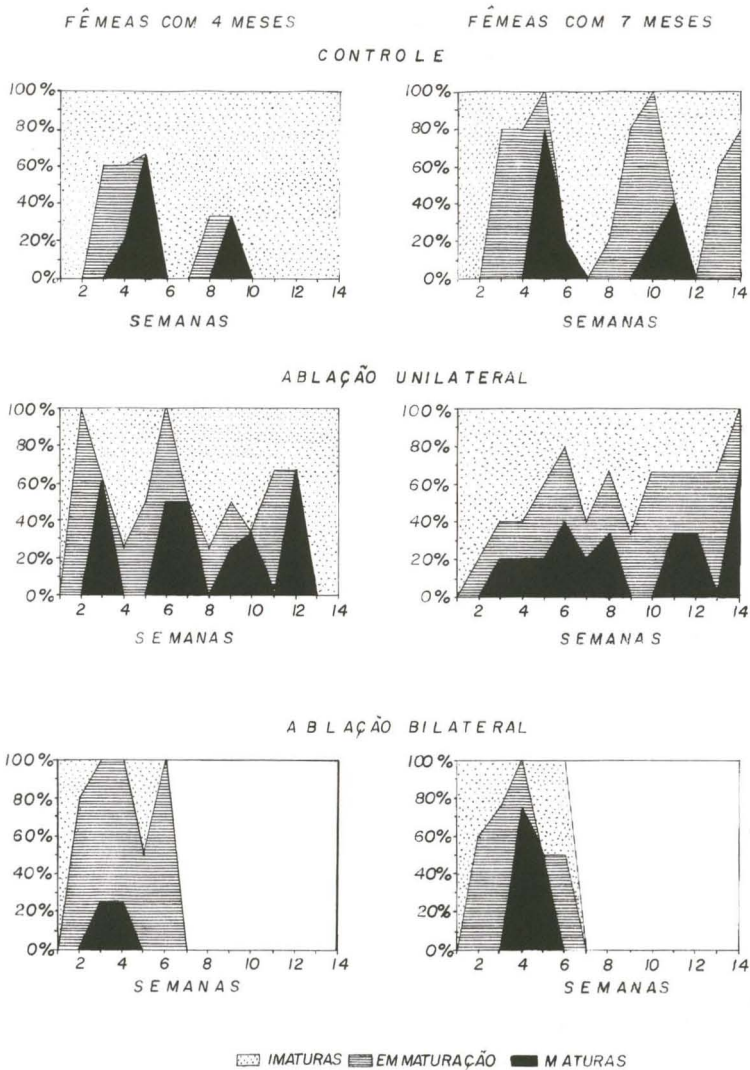 FÊMEAS COM 4 MESES FÊMEAS COM 7 MESES
CONTROLE
100% 100%
80% 80%
60% 60%
40% 40%
20% 20%
0% 0%
2 4 6 8 10 12 14 2 4 6 8 10 12 14
SEMANAS SEMANAS
ABLAÇÃO UNILATERAL
100% 100%
80% 80%
60% 60%
40% 40%
20% 20%
0% 0%
2 4 6 8 10 12 14 2 4 6 8 10 12 14
SEMANAS SEMANAS
ABLAÇÃO BILATERAL
100% 100%
80% 80%
60% 60%
40% 40%
20% 20%
0% 0%
2 4 6 8 10 12 14 2 4 6 8 10 12 14
SEMANAS SEMANAS
IMATURAS EM MATURAÇÃO MATURAS